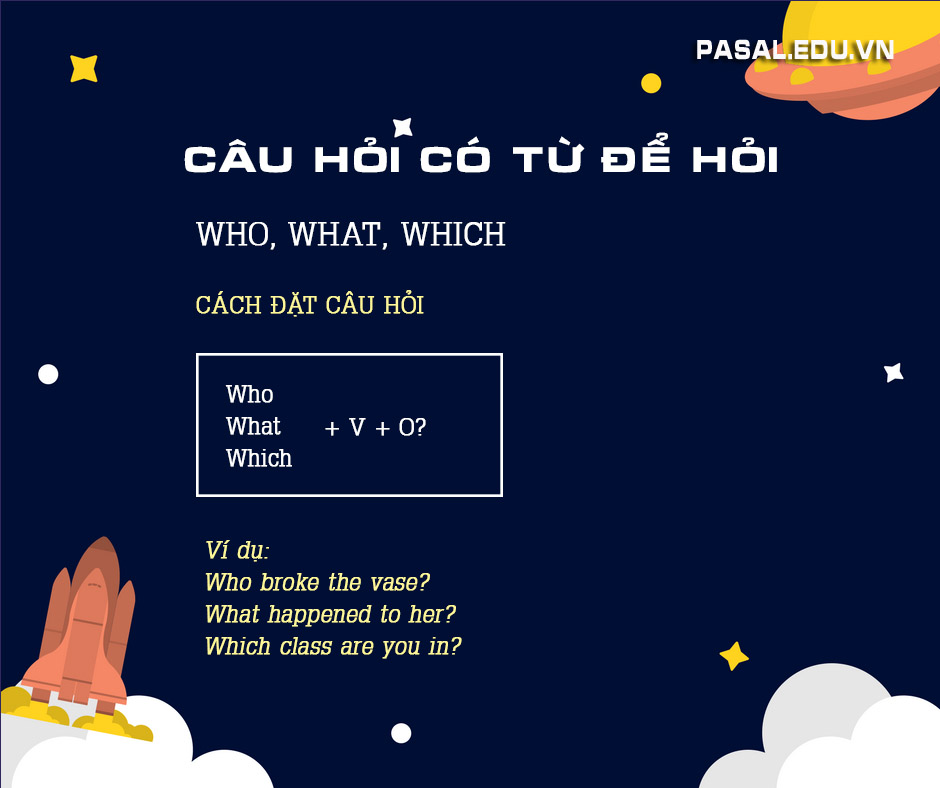 PASAL.EDU.VN
CÂU HỎI CÓ TỪ ĐỂ HỎI
WHO, WHAT, WHICH
CÁCH ĐẶT CÂU HỎI
Who
What + V + O?
Which
Ví dụ:
Who broke the vase?
What happened to her?
Which class are you in?